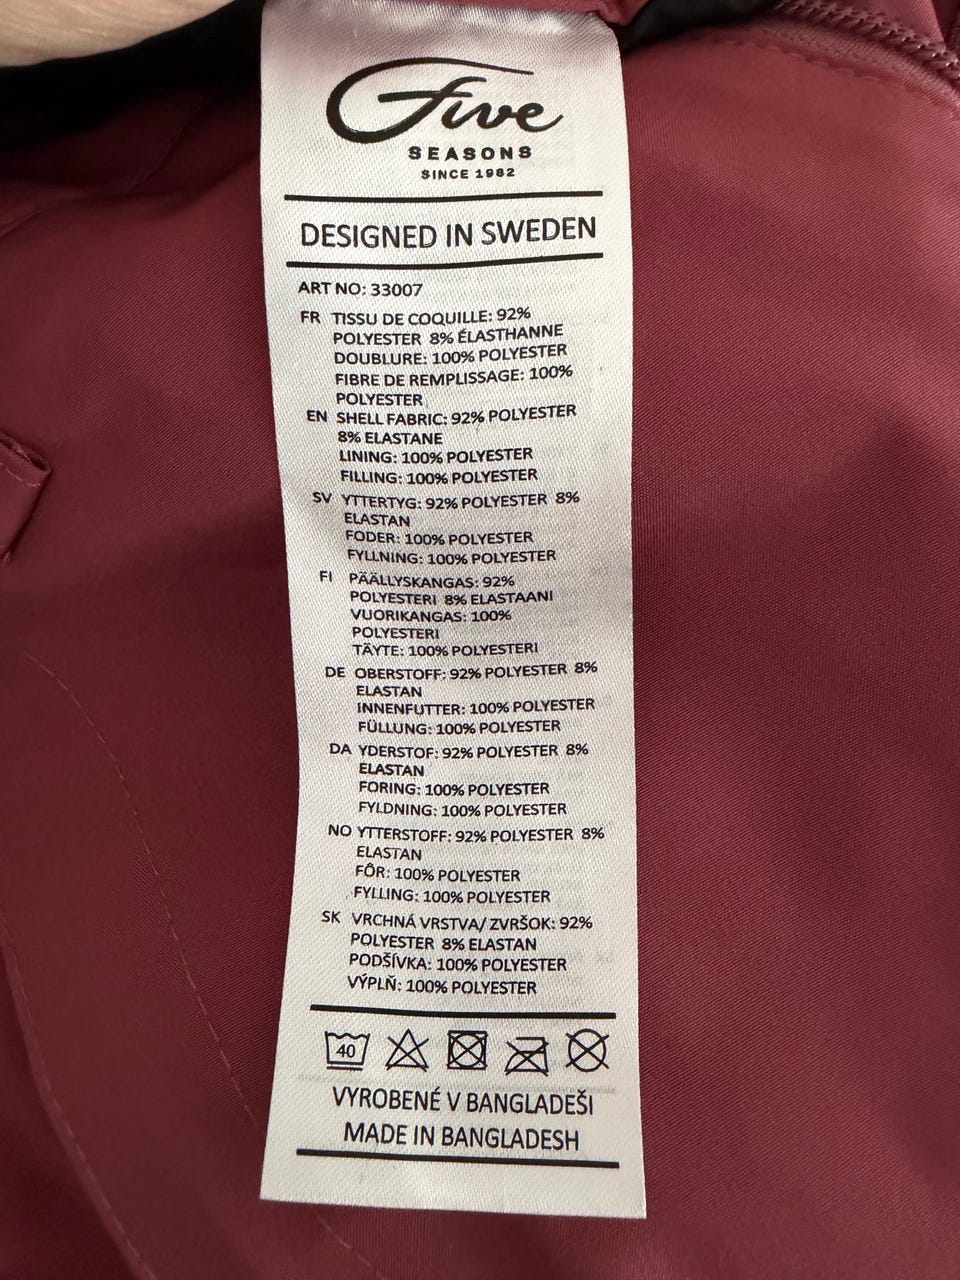 Five
SEASONS
SINCE 1982
DESIGNED IN SWEDEN
ART NO: 33007
FR TISSU DE COQUILLE: 92%
POLYESTER 8% ÉLASTHANNE
DOUBLURE: 100% POLYESTER
FIBRE DE REMPLISSAGE: 100%
POLYESTER
EN SHELL FABRIC: 92% POLYESTER
8% ELASTANE
LINING: 100% POLYESTER
FILLING: 100% POLYESTER
SV YTTERTYG: 92% POLYESTER 8%
ELASTAN
FODER: 100% POLYESTER
FYLLNING: 100% POLYESTER
FI PÄÄLLYSKANGAS: 92%
POLYESTERI 8% ELASTAANI
VUORIKANGAS: 100%
POLYESTERI
TÄYTE: 100% POLYESTERI
DE OBERSTOFF: 92% POLYESTER 8%
ELASTAN
INNENFUTTER: 100% POLYESTER
FÜLLUNG: 100% POLYESTER
DA YDERSTOF: 92% POLYESTER 8%
ELASTAN
FORING: 100% POLYESTER
FYLDNING: 100% POLYESTER
NO YTTERSTOFF: 92% POLYESTER 8%
ELASTAN
FÔR: 100% POLYESTER
FYLLING: 100% POLYESTER
SK VRCHNÁ VRSTVA/ ZVRŠOK: 92%
POLYESTER 8% ELASTAN
PODŠÍVKA: 100% POLYESTER
VÝPLŇ: 100% POLYESTER
40
VYROBENÉ V BANGLADEŠI
MADE IN BANGLADESH